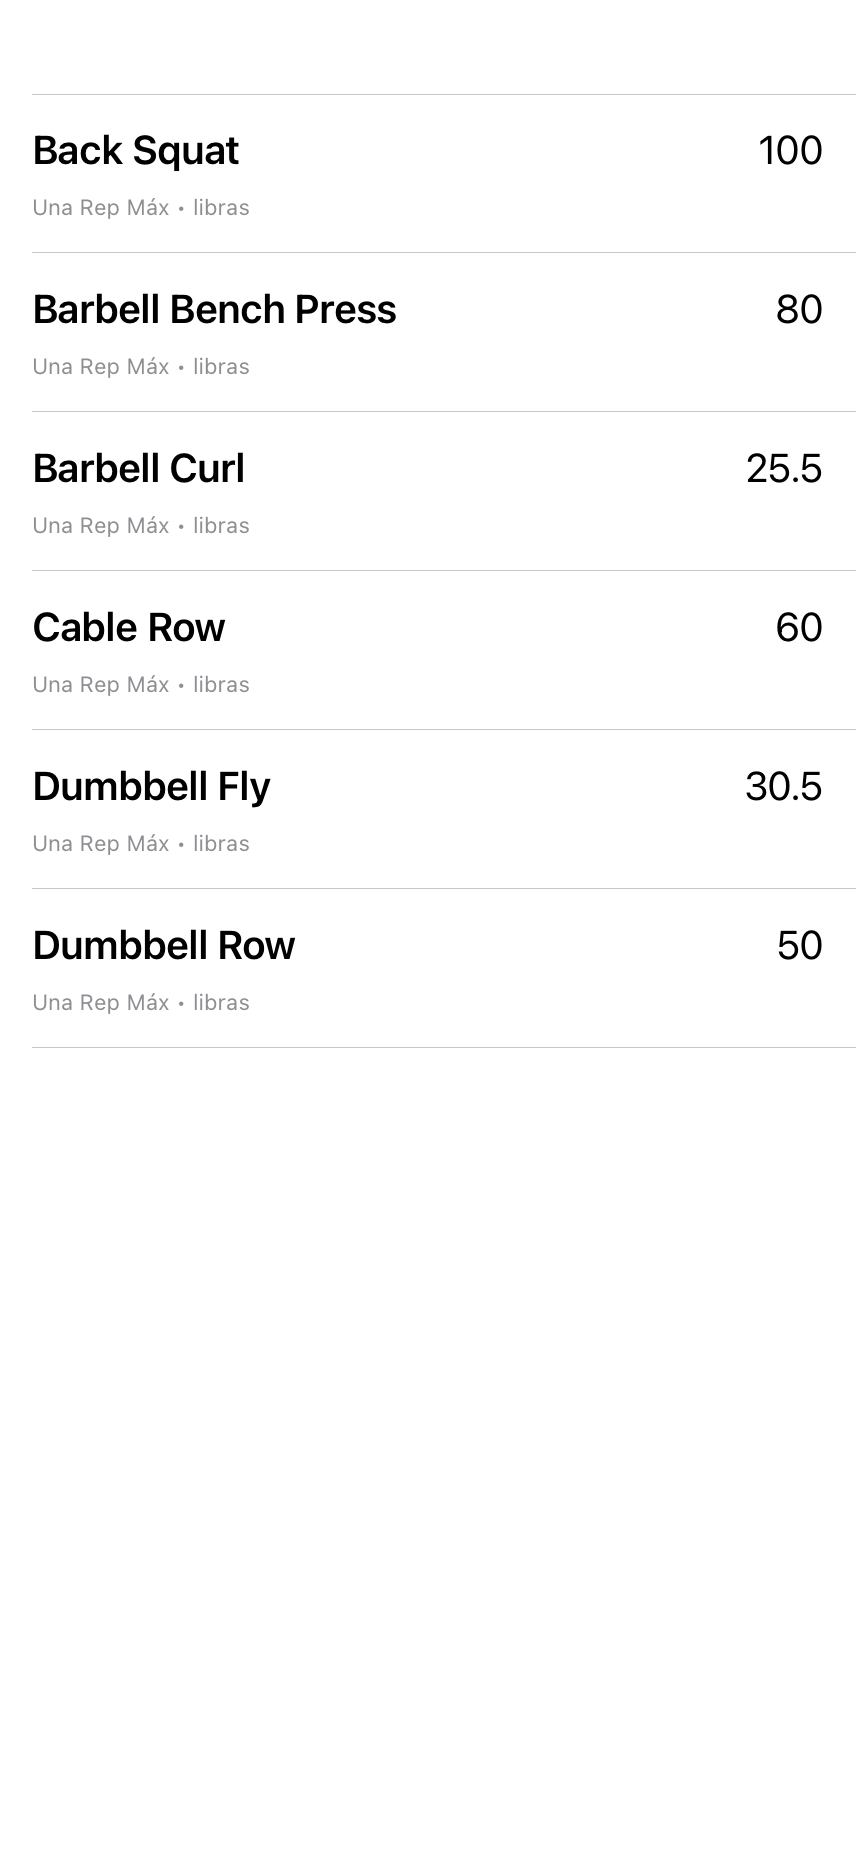 Back Squat 100
Una Rep Máx • libras
Barbell Bench Press 80
Una Rep Máx • libras
Barbell Curl 25.5
Una Rep Máx • libras
Cable Row 60
Una Rep Máx • libras
Dumbbell Fly 30.5
Una Rep Máx • libras
Dumbbell Row 50
Una Rep Máx • libras